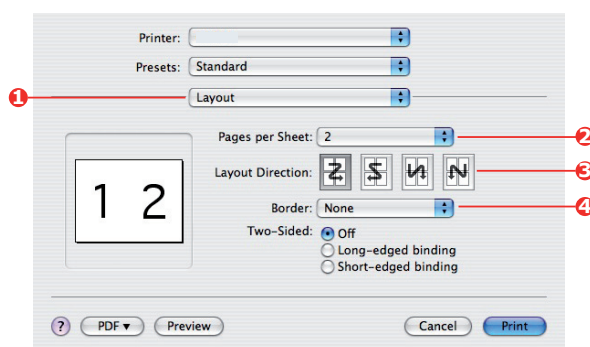 Printer:
Presets: Standard
1 Layout
Pages per Sheet: 2 2
Layout Direction: 3
1 2
Border: None 4
Two-Sided: Off
Long-edged binding
Short-edged binding
? PDF▼ Preview Cancel Print